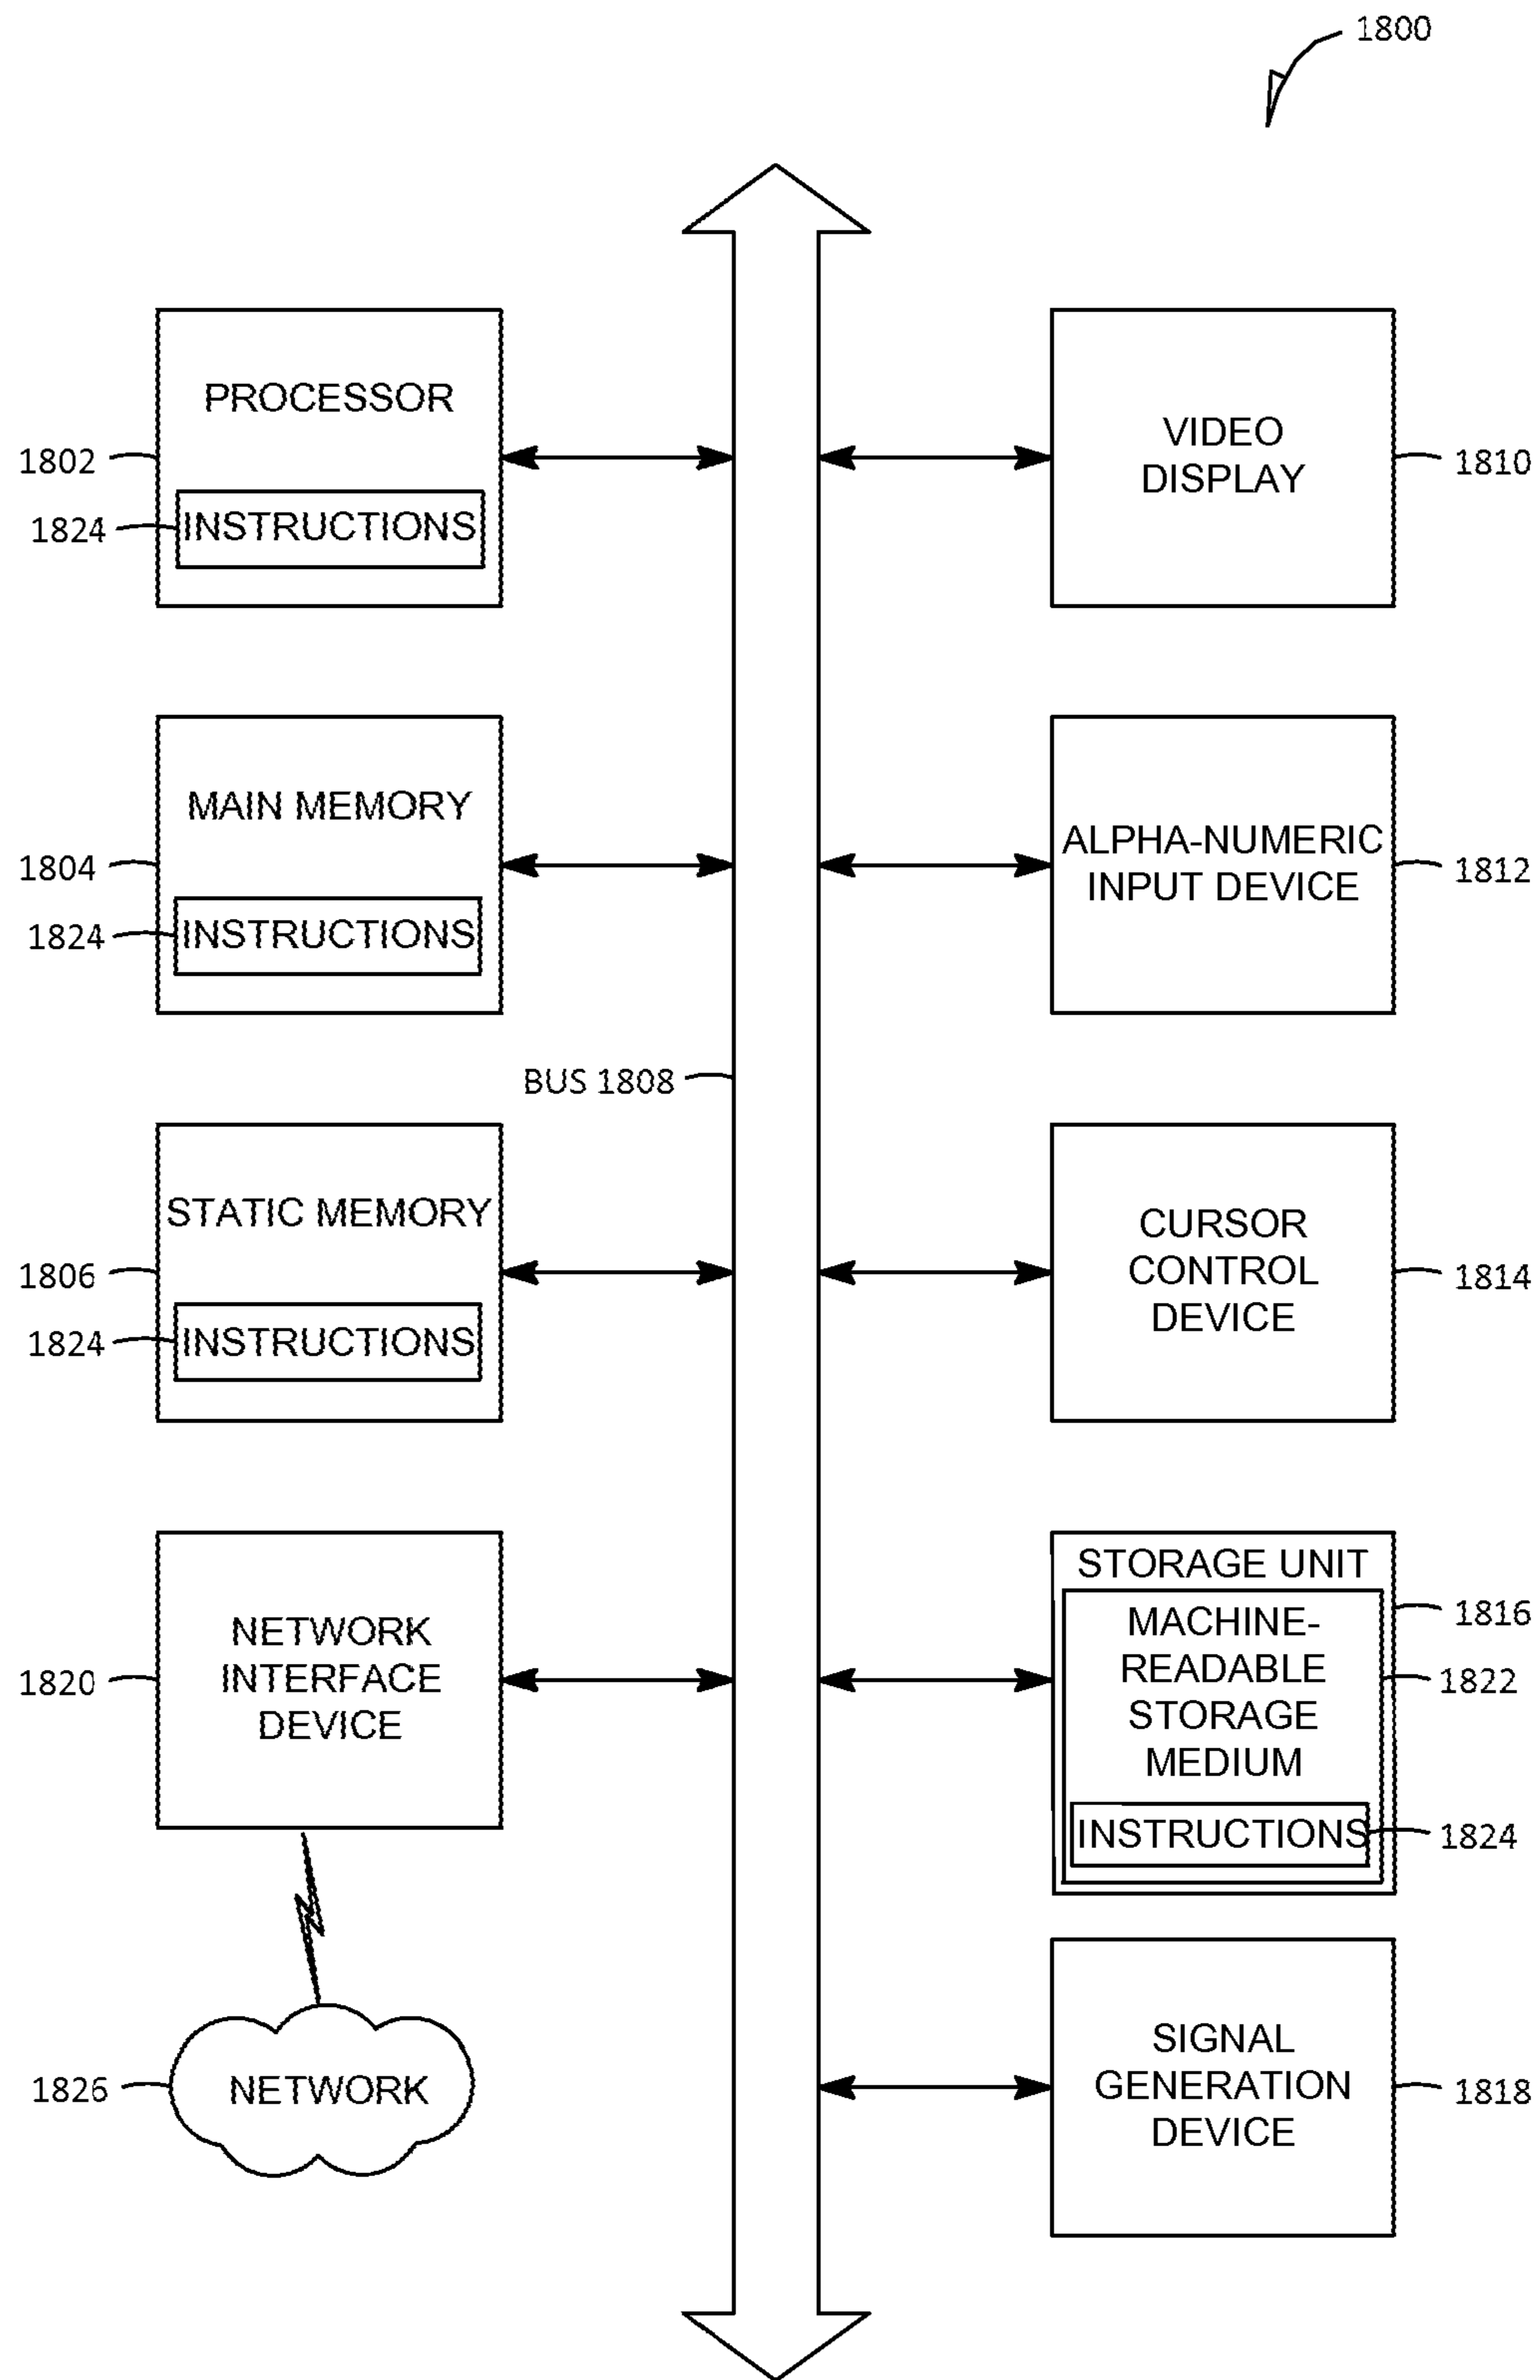 1800
PROCESSOR
1802
1824
INSTRUCTIONS
VIDEO
DISPLAY
1810
MAIN MEMORY
1804
1824
INSTRUCTIONS
ALPHA-NUMERIC
INPUT DEVICE
1812
BUS 1808
STATIC MEMORY
1806
1824
INSTRUCTIONS
CURSOR
CONTROL
DEVICE
1814
NETWORK
INTERFACE
DEVICE
1820
STORAGE UNIT
1816
MACHINE-
READABLE
STORAGE
MEDIUM
1822
INSTRUCTIONS
1824
1826
NETWORK
SIGNAL
GENERATION
DEVICE
1818